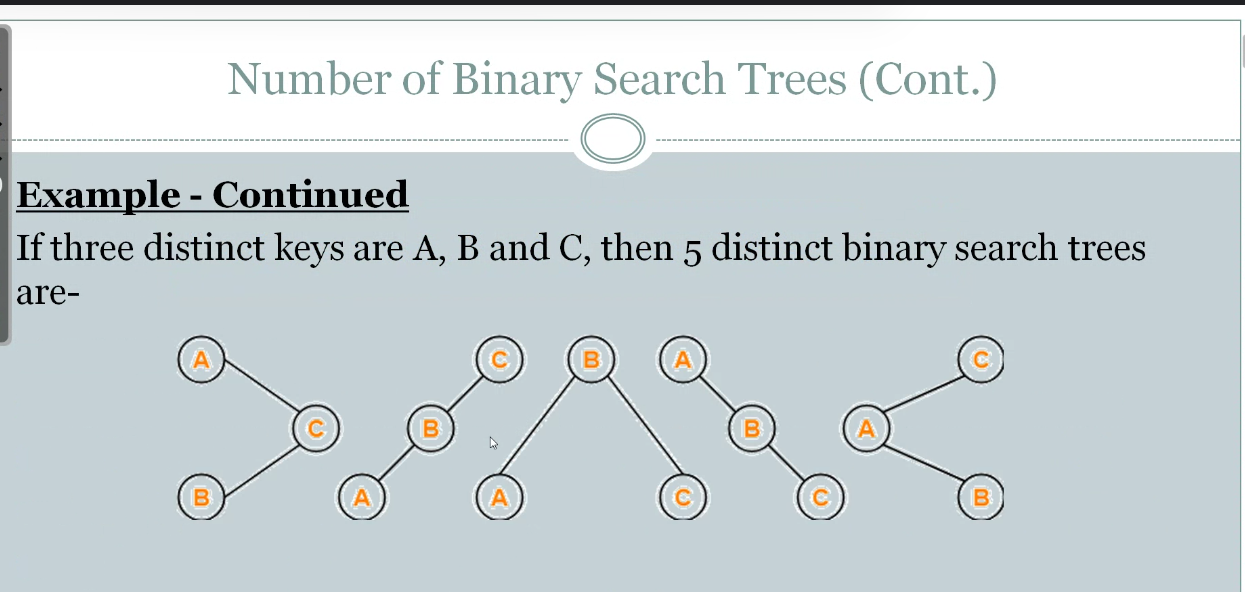 Number of Binary Search Trees (Cont.)
Example - Continued
If three distinct keys are A, B and C, then 5 distinct binary search trees
are-
A C B A C
C B B A
B A A C C B